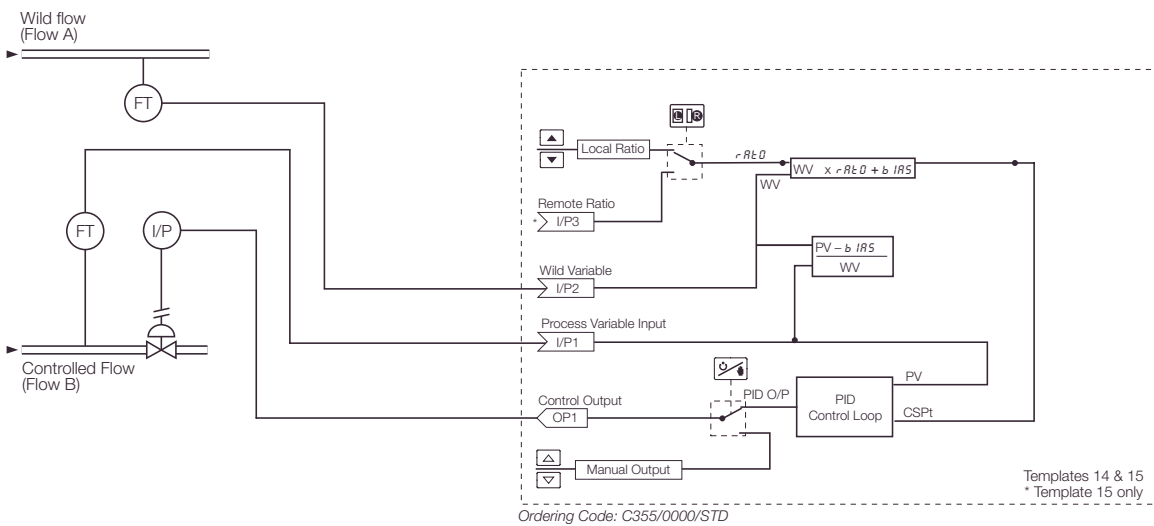 Wild flow
(Flow A)
FT
L R
Local Ratio
rAtO
WV x rAtO + bIAS
WV
Remote Ratio
* I/P3
FT
I/P
PV – bIAS
WV
Wild Variable
I/P2
Process Variable Input
I/P1
Controlled Flow
(Flow B)
PV
Control Output
OP1
PID O/P
PID
Control Loop
CSPt
Manual Output
Templates 14 & 15
* Template 15 only
Ordering Code: C355/0000/STD